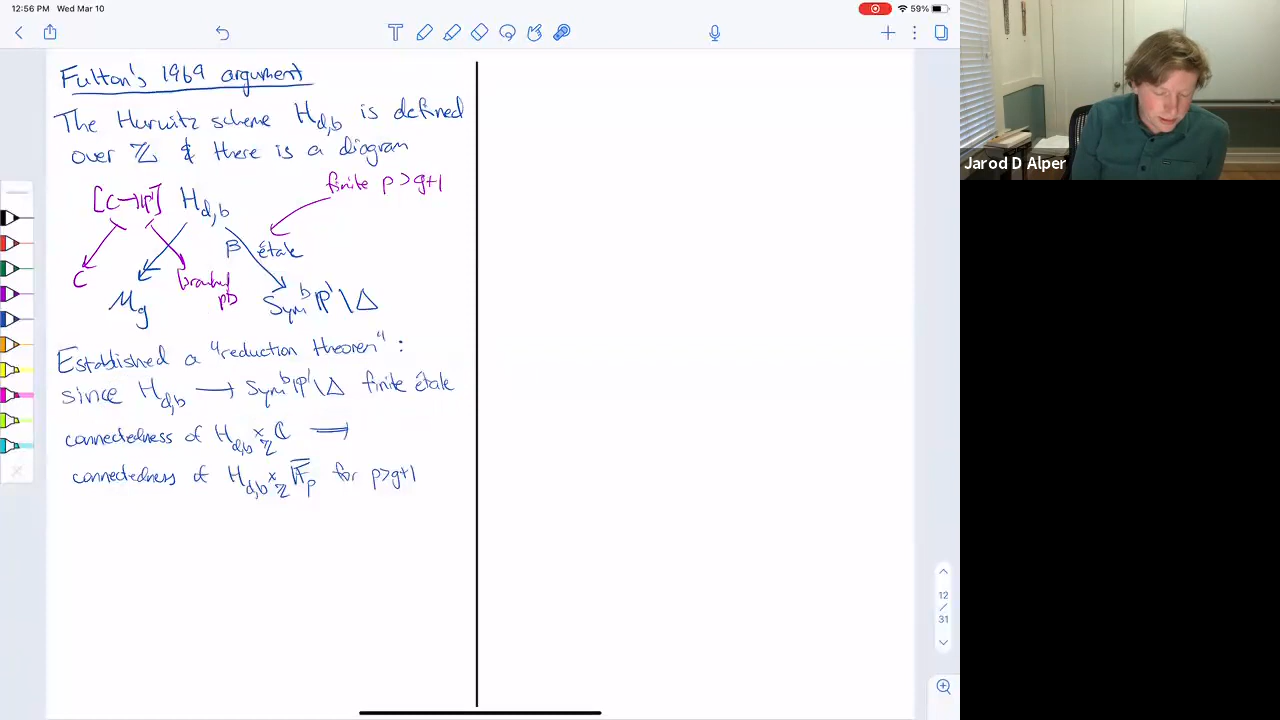 12:56 PM Wed Mar 10
59%
Fulton's 1969 argument
The Hurwitz scheme H_{d,b} is defined
over ℤ & there is a diagram
finite p>g+1
[C→ℙ¹] H_{d,b}
β étale
C
branched
pts
M_g
Sym^b ℙ¹ \ Δ
Established a "reduction theorem":
since H_{d,b} → Sym^b ℙ¹ \ Δ finite étale
connectedness of H_{d,b} ×_ℤ ℂ ⟹
connectedness of H_{d,b} ×_ℤ 𝔽̅_p for p>g+1
12
/
31
Jarod D Alper